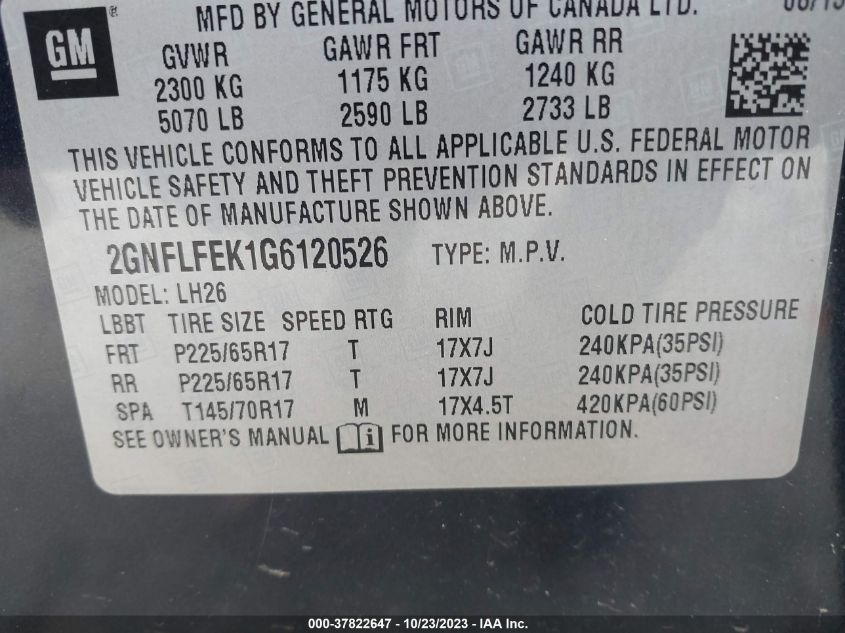 MFD BY GENERAL MOTORS OF CANADA LTD.
GM ®
GVWR GAWR FRT GAWR RR
2300 KG 1175 KG 1240 KG
5070 LB 2590 LB 2733 LB
THIS VEHICLE CONFORMS TO ALL APPLICABLE U.S. FEDERAL MOTOR
VEHICLE SAFETY AND THEFT PREVENTION STANDARDS IN EFFECT ON
THE DATE OF MANUFACTURE SHOWN ABOVE.
2GNFLFEK1G6120526 TYPE: M.P.V.
MODEL: LH26
LBBT TIRE SIZE SPEED RTG RIM COLD TIRE PRESSURE
FRT P225/65R17 T 17X7J 240KPA(35PSI)
RR P225/65R17 T 17X7J 240KPA(35PSI)
SPA T145/70R17 M 17X4.5T 420KPA(60PSI)
SEE OWNER'S MANUAL i FOR MORE INFORMATION.
000-37822647 - 10/23/2023 - IAA Inc.